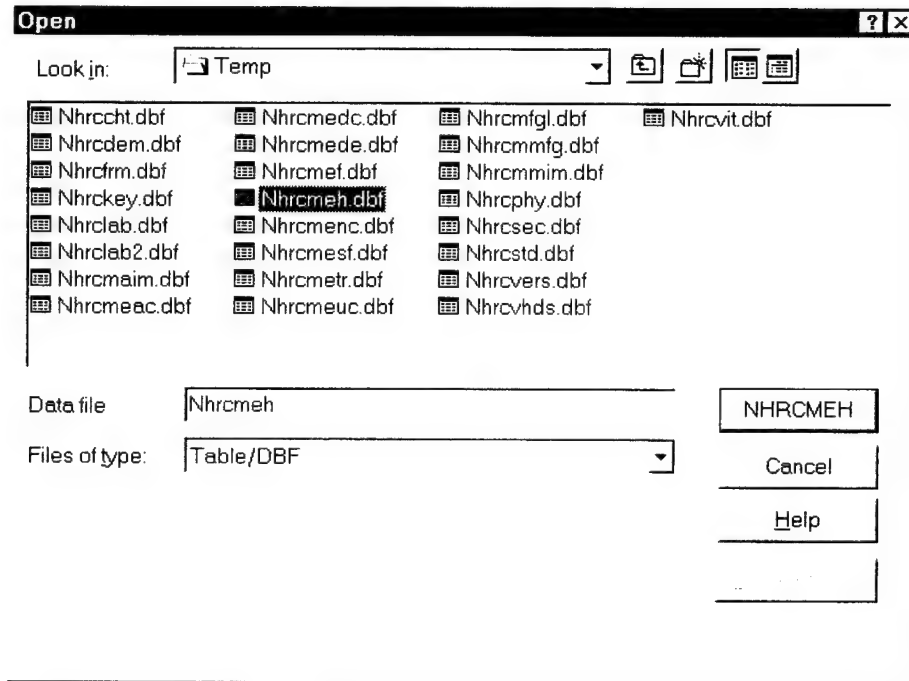 Open
Look in: Temp
Nhrccht.dbf Nhrcmedc.dbf Nhrcmfgl.dbf Nhrcvit.dbf
Nhrcdem.dbf Nhrcmede.dbf Nhrcmmfg.dbf
Nhrcfrm.dbf Nhrcmef.dbf Nhrcmmim.dbf
Nhrckey.dbf Nhrcmeh.dbf Nhrcphy.dbf
Nhrclab.dbf Nhrcmenc.dbf Nhrcsec.dbf
Nhrclab2.dbf Nhrcmesf.dbf Nhrcstd.dbf
Nhrcmaim.dbf Nhrcmetr.dbf Nhrcvers.dbf
Nhrcmeac.dbf Nhrcmeuc.dbf Nhrcvhds.dbf
Data file Nhrcmeh NHRCMEH
Files of type: Table/DBF Cancel
Help